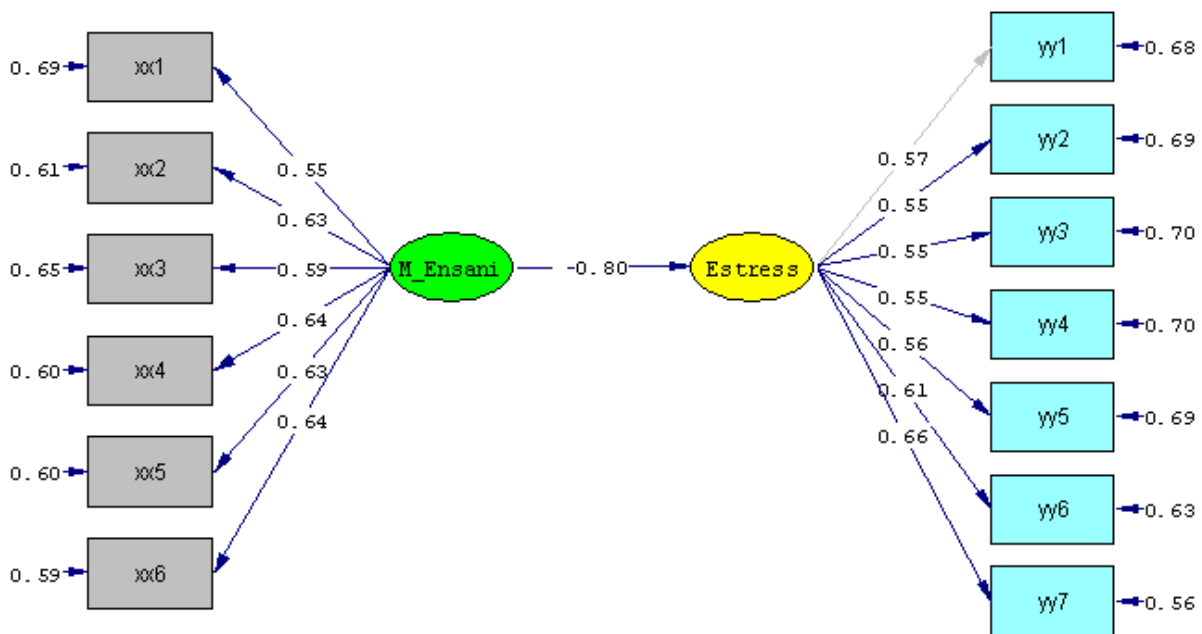 0.69 xx1
0.61 xx2
0.65 xx3
0.60 xx4
0.60 xx5
0.59 xx6
0.55
0.63
0.59
0.64
0.63
0.64
M_Ensani
-0.80
Estress
0.57
0.55
0.55
0.55
0.56
0.61
0.66
yy1 0.68
yy2 0.69
yy3 0.70
yy4 0.70
yy5 0.69
yy6 0.63
yy7 0.56